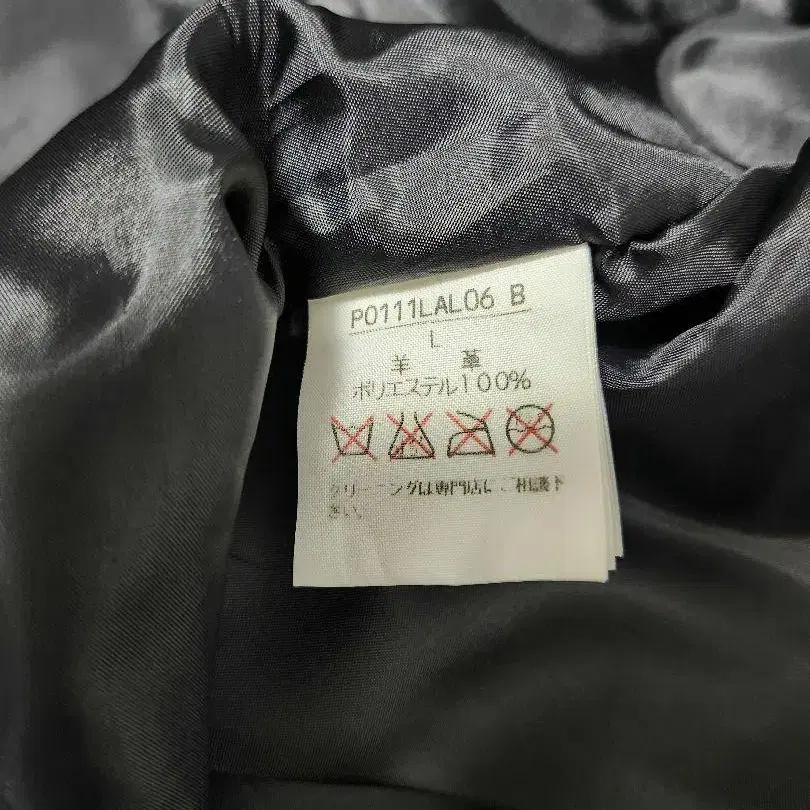 P0111LAL06 B
L
羊 革
ポリエステル100%
クリーニングは専門店にご相談下
さい。